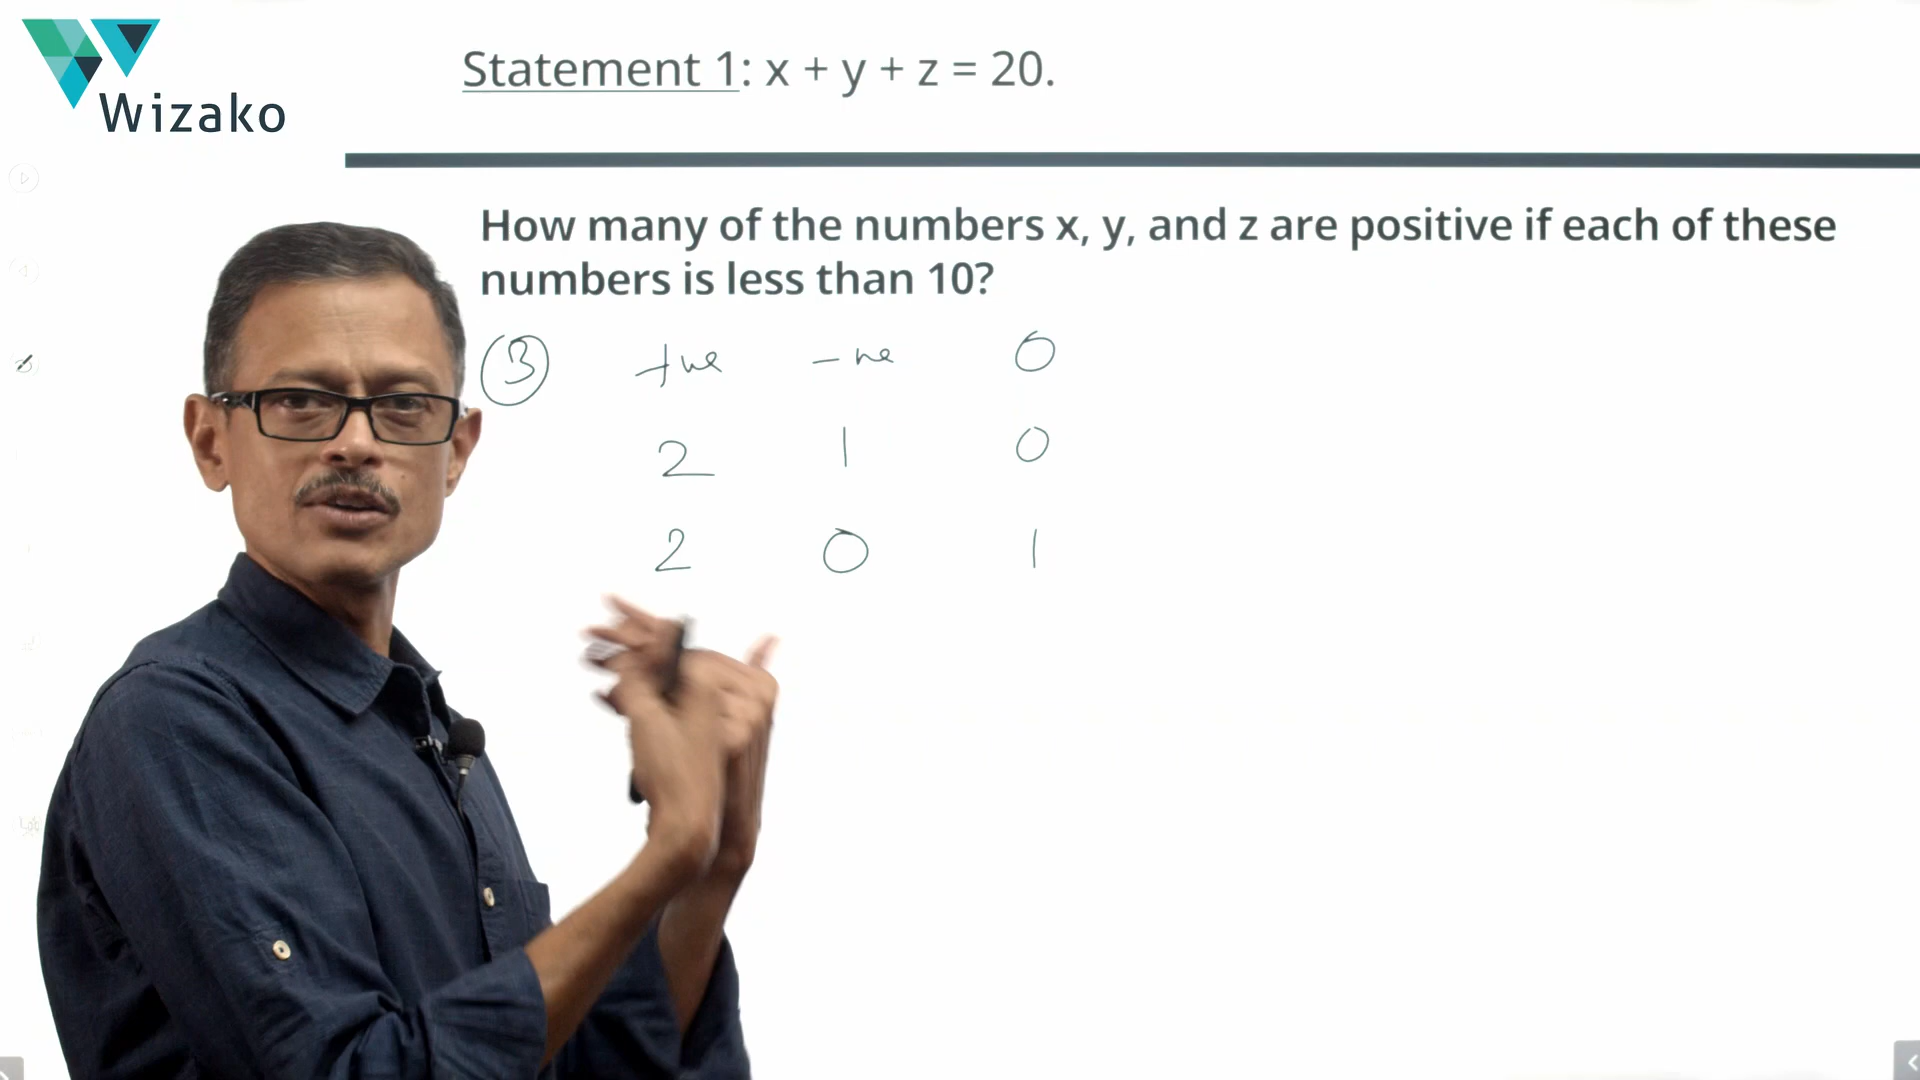 Wizako
Statement 1: x + y + z = 20.
How many of the numbers x, y, and z are positive if each of these
numbers is less than 10?
3 +ve -ve 0
2 1 0
2 0 1